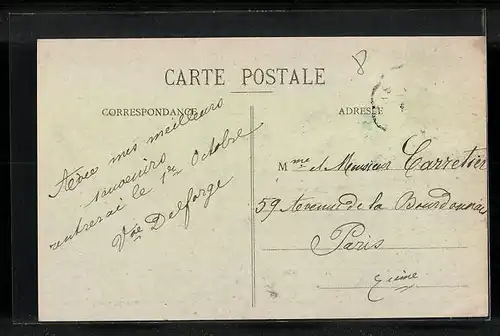 8
CARTE POSTALE
CORRESPONDANCE
ADRESSE
Avec mes meilleurs
souvenirs
rentrerai le 1er Octobre
Vve Delforge
Mme et Monsieur Carretier
59 Avenue de la Bourdonnais
Paris
7eième